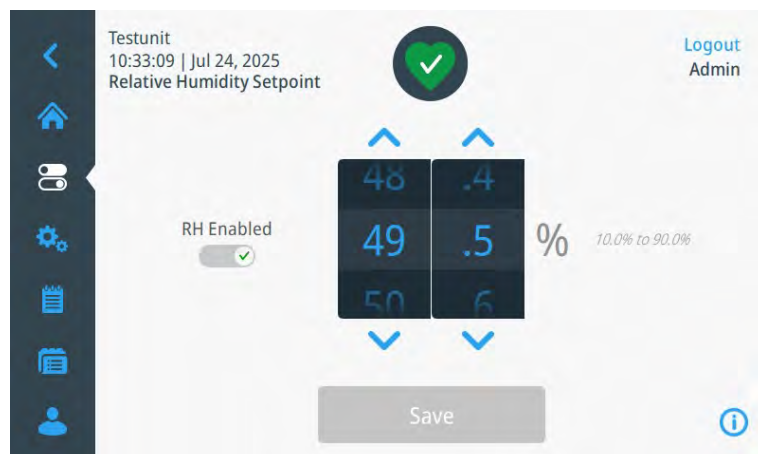 Testunit
10:33:09 | Jul 24, 2025
Relative Humidity Setpoint
Logout
Admin
48 .4
RH Enabled
49 .5 % 10.0% to 90.0%
50 .6
Save